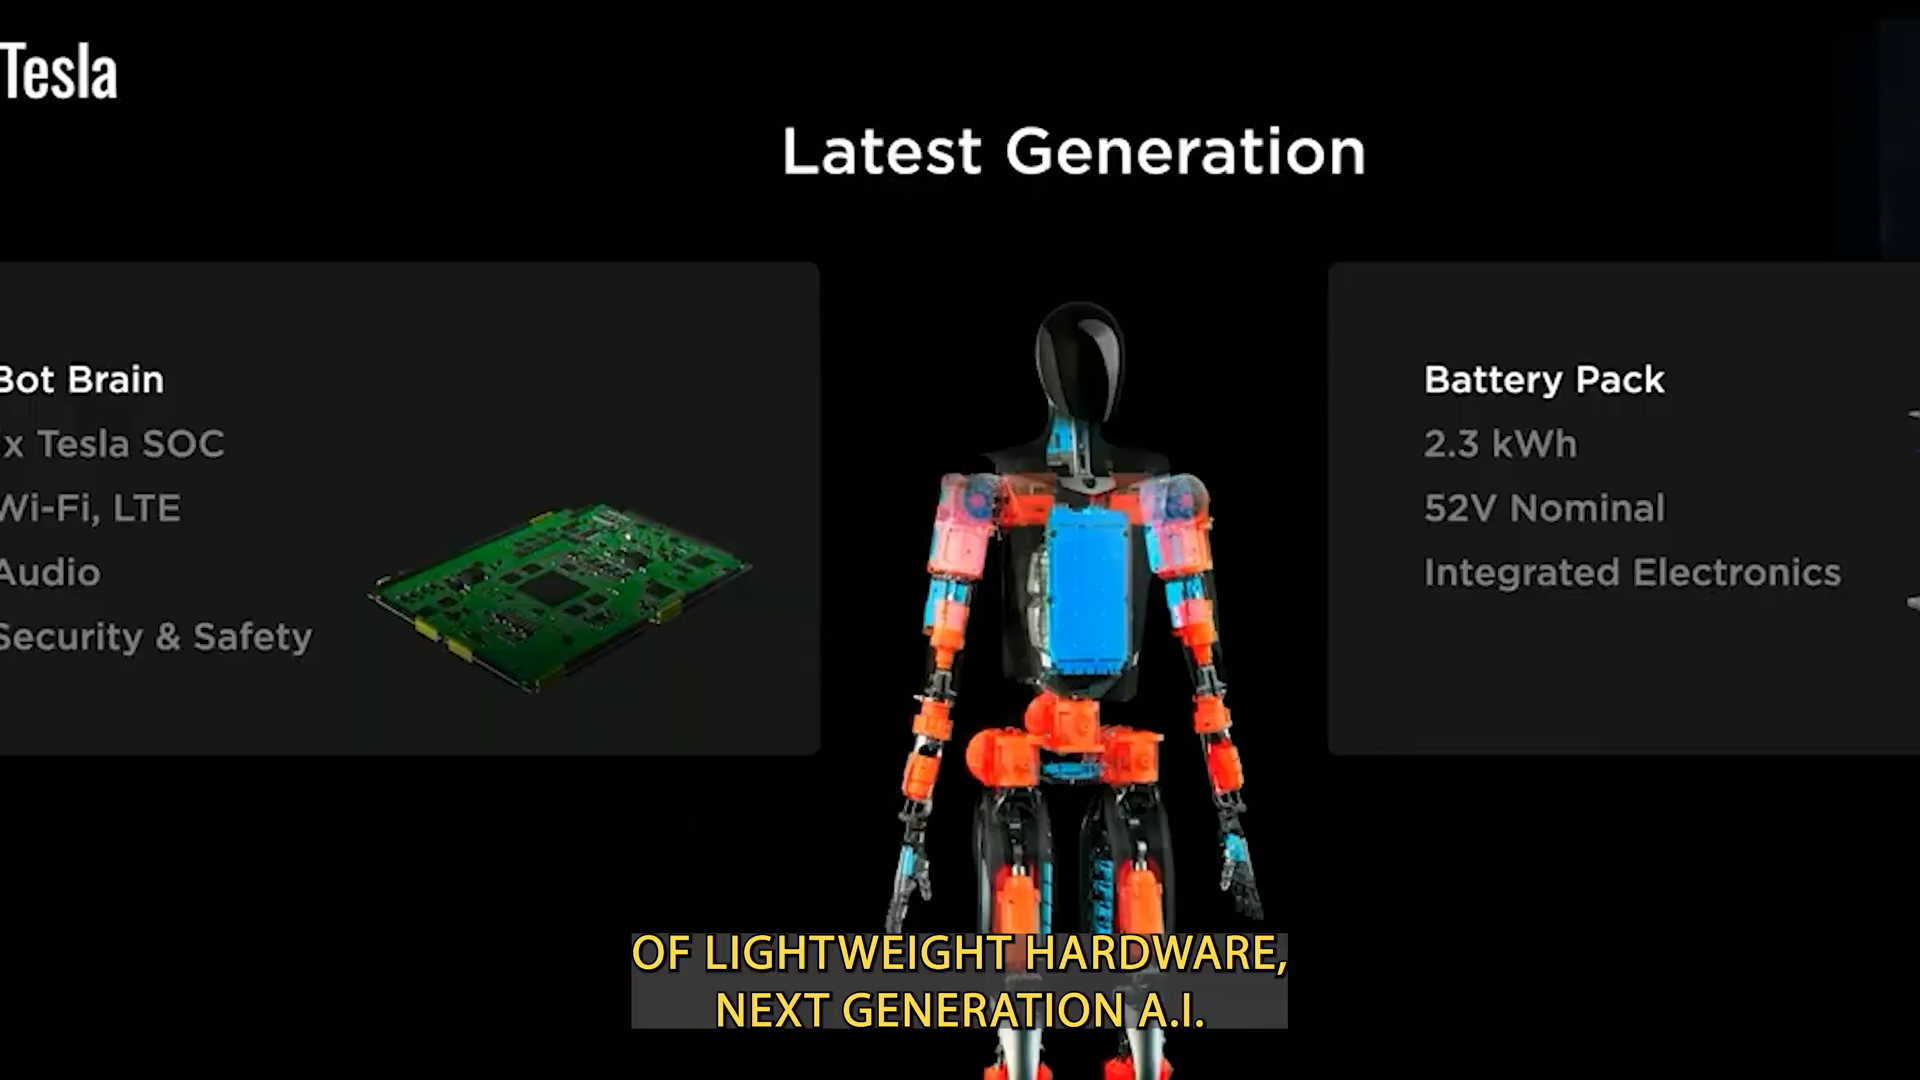 Tesla
Latest Generation
Bot Brain
x Tesla SOC
Wi-Fi, LTE
Audio
Security & Safety
Battery Pack
2.3 kWh
52V Nominal
Integrated Electronics
OF LIGHTWEIGHT HARDWARE,
NEXT GENERATION A.I.